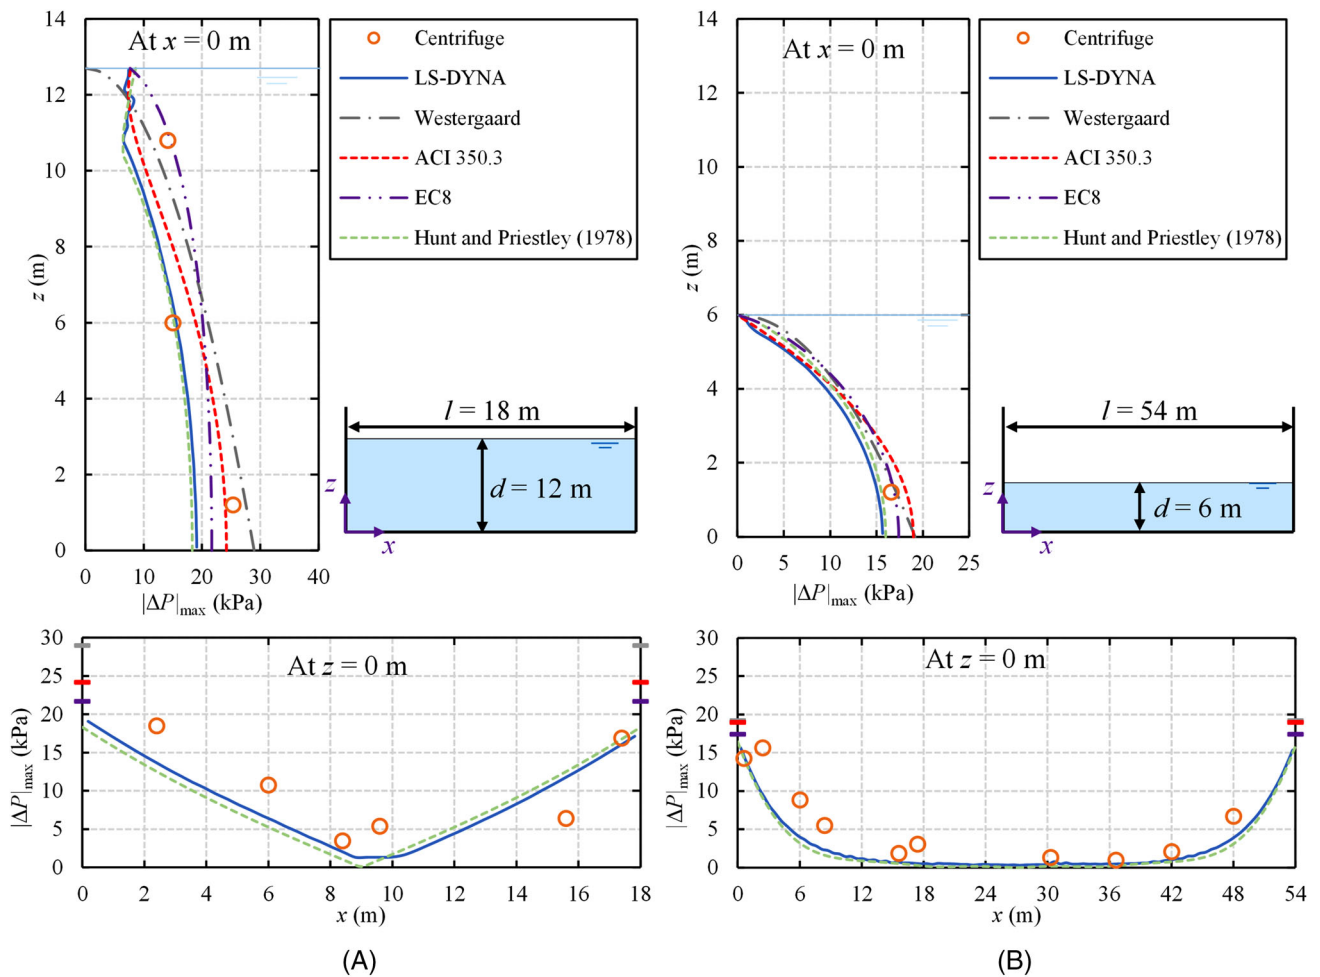 14
12
10
8
6
4
2
0
z (m)
0 10 20 30 40
|ΔP|max (kPa)
At x = 0 m
Centrifuge
LS-DYNA
Westergaard
ACI 350.3
EC8
Hunt and Priestley (1978)
l = 18 m
d = 12 m
z
x
14
12
10
8
6
4
2
0
z (m)
0 5 10 15 20 25
|ΔP|max (kPa)
At x = 0 m
Centrifuge
LS-DYNA
Westergaard
ACI 350.3
EC8
Hunt and Priestley (1978)
l = 54 m
d = 6 m
z
x
30
25
20
15
10
5
0
|ΔP|max (kPa)
At z = 0 m
0 2 4 6 8 10 12 14 16 18
x (m)
(A)
30
25
20
15
10
5
0
|ΔP|max (kPa)
At z = 0 m
0 6 12 18 24 30 36 42 48 54
x (m)
(B)